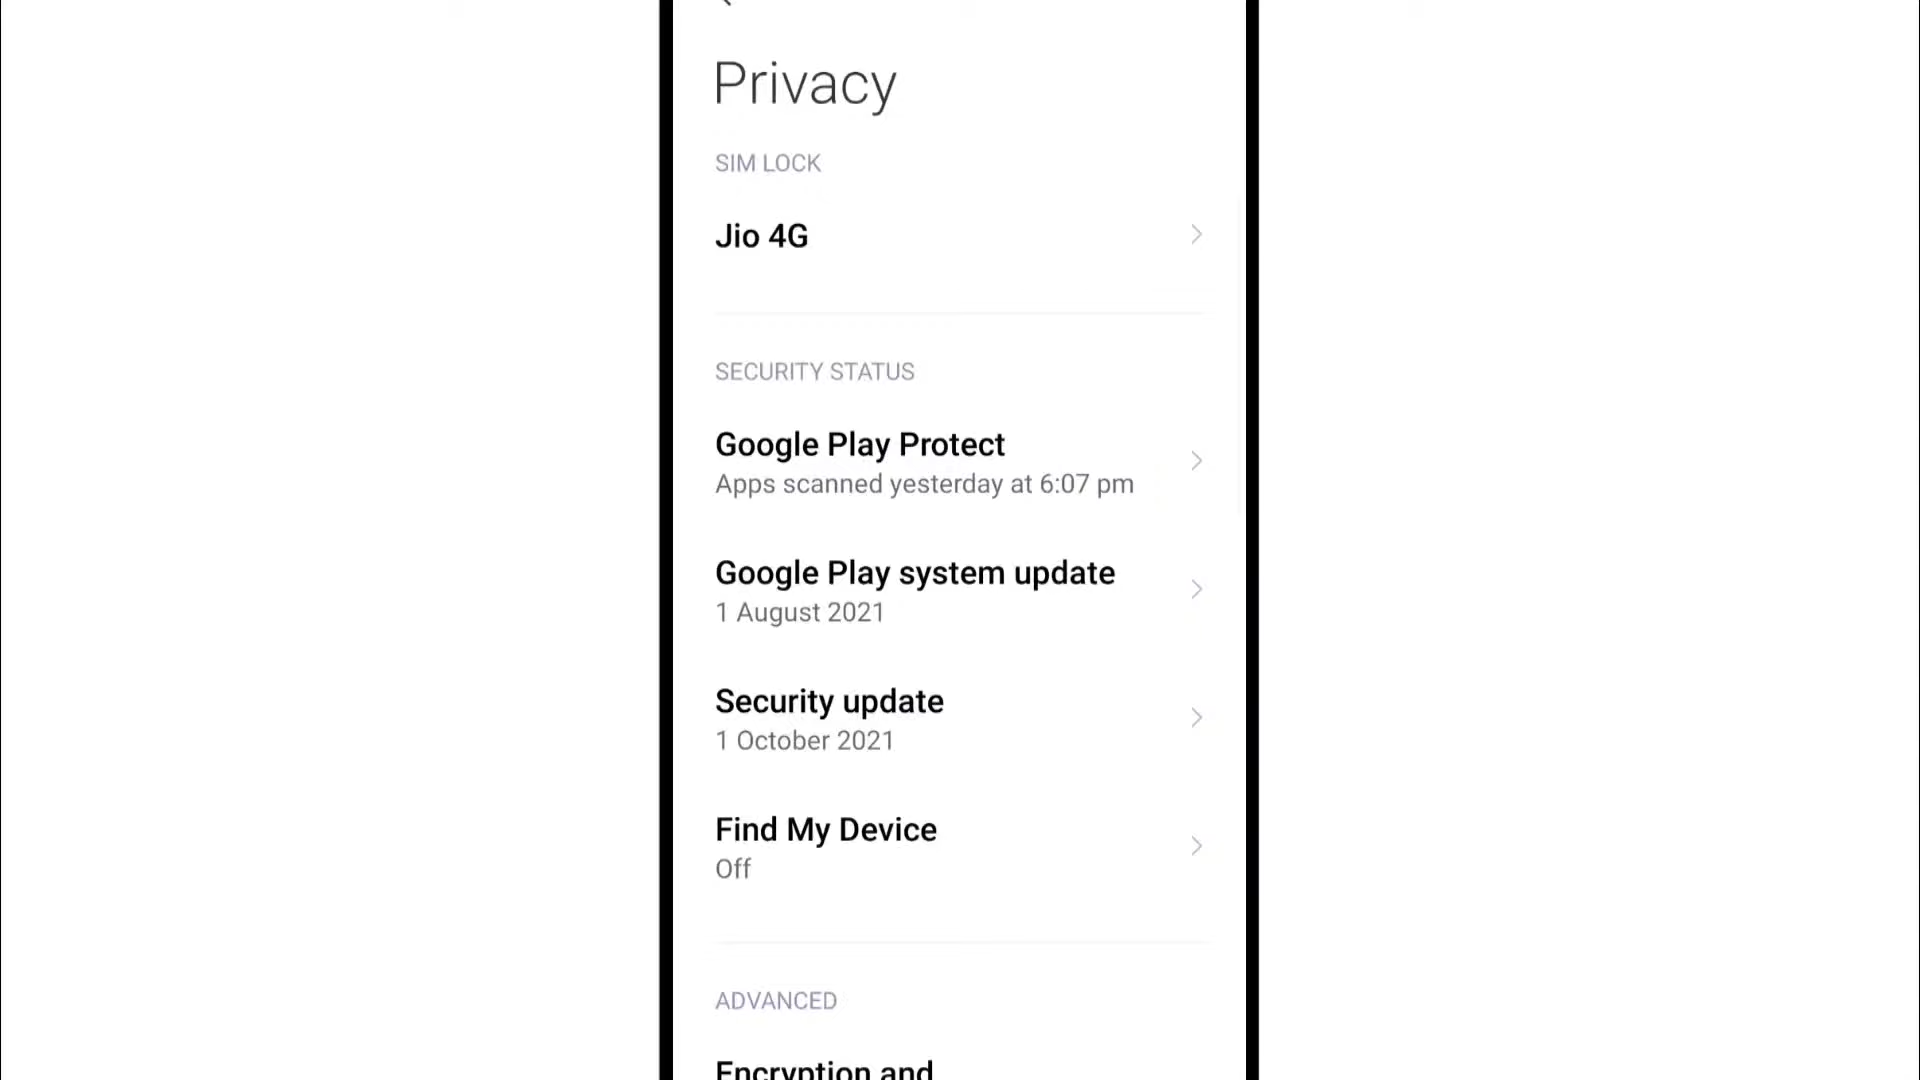 Privacy
SIM LOCK
Jio 4G
SECURITY STATUS
Google Play Protect
Apps scanned yesterday at 6:07 pm
Google Play system update
1 August 2021
Security update
1 October 2021
Find My Device
Off
ADVANCED
Encryption and